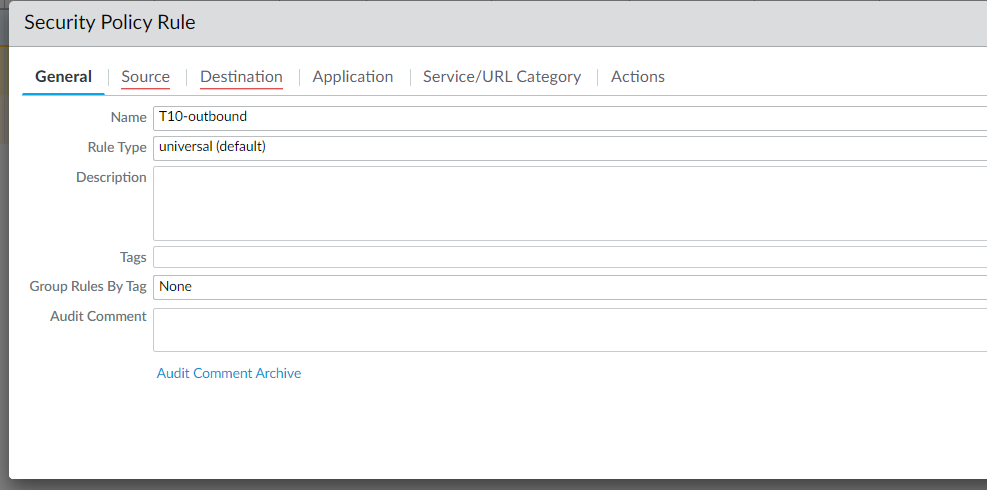 Security Policy Rule
General Source Destination Application Service/URL Category Actions
Name T10-outbound
Rule Type universal (default)
Description
Tags
Group Rules By Tag None
Audit Comment
Audit Comment Archive